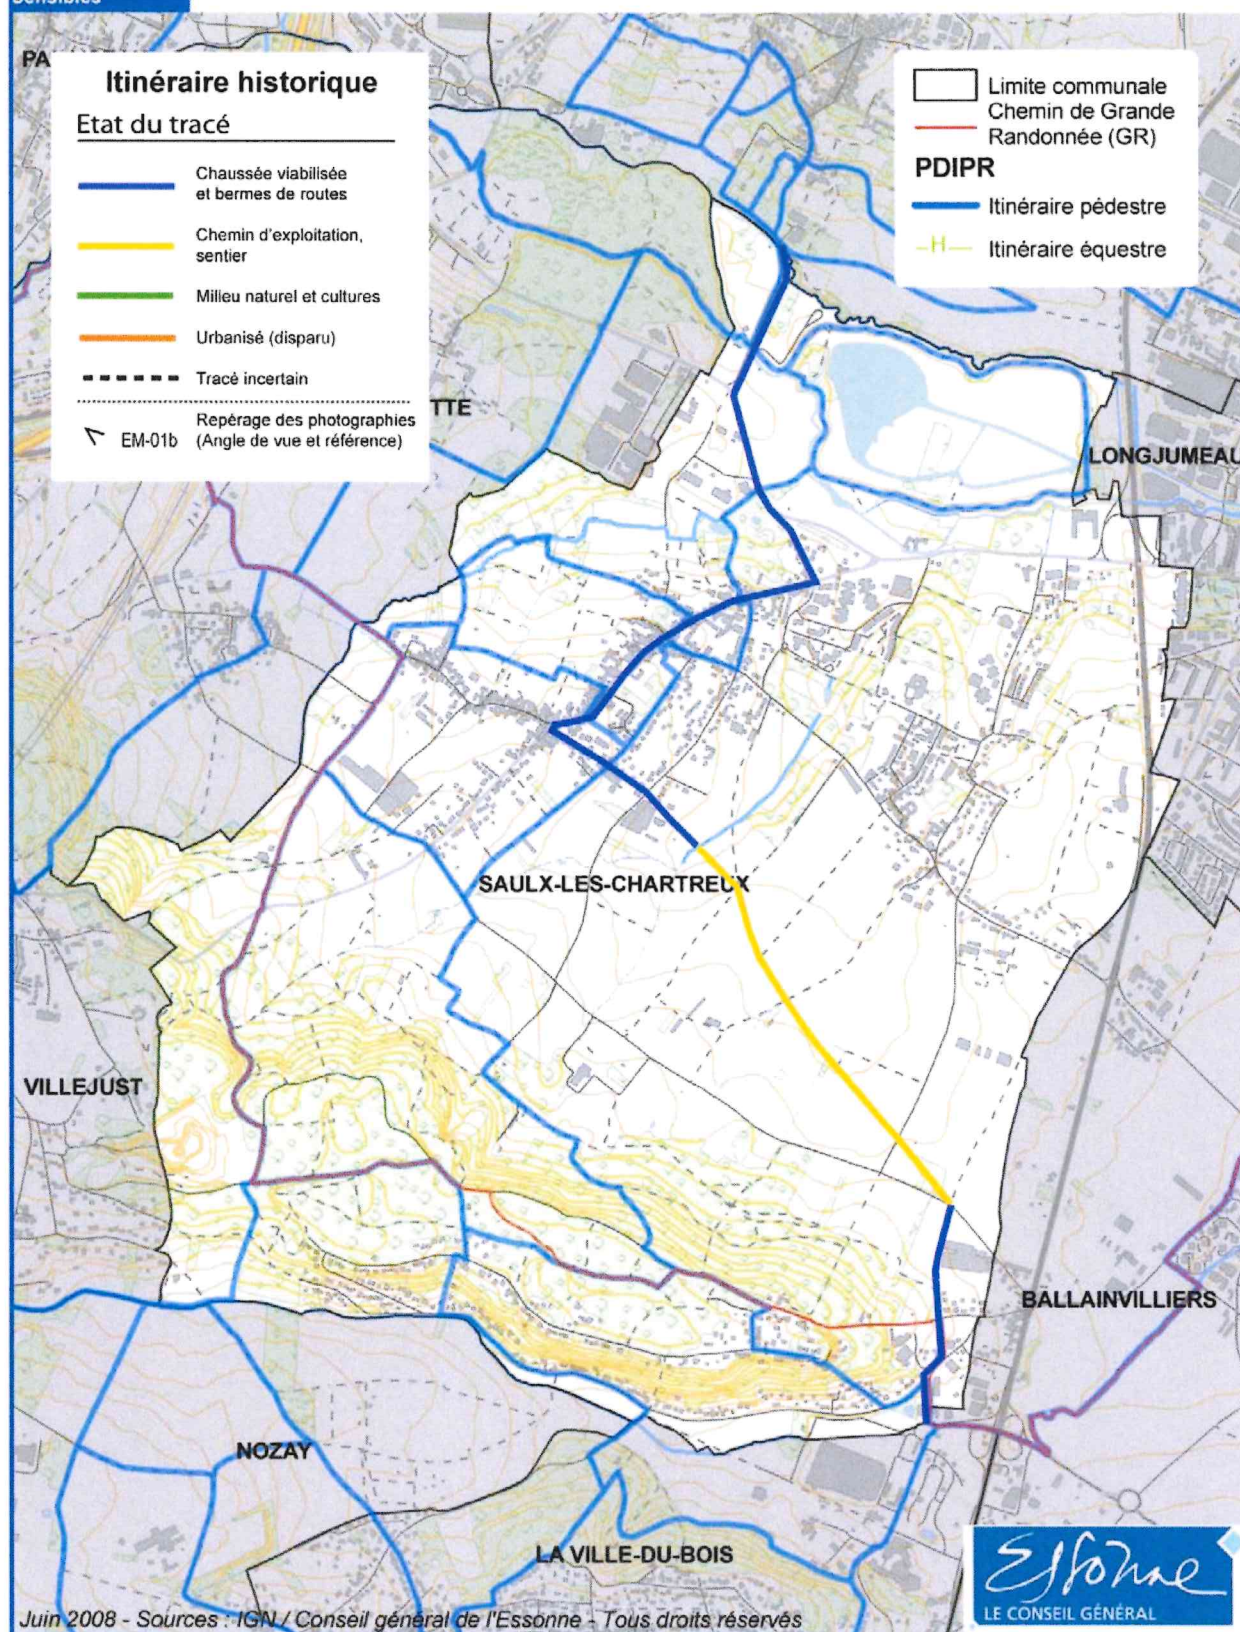 Sensibles
PA
Itinéraire historique
Etat du tracé
Chaussée viabilisée
et bermes de routes
Chemin d'exploitation,
sentier
Milieu naturel et cultures
Urbanisé (disparu)
Tracé incertain
EM-01b
Repérage des photographies
(Angle de vue et référence)
Limite communale
Chemin de Grande
Randonnée (GR)
PDIPR
Itinéraire pédestre
H
Itinéraire équestre
TTE
LONGJUMEAU
SAULX-LES-CHARTREUX
VILLEJUST
BALLAINVILLIERS
NOZAY
LA VILLE-DU-BOIS
Essonne
LE CONSEIL GÉNÉRAL
Juin 2008 - Sources : IGN / Conseil général de l'Essonne - Tous droits réservés